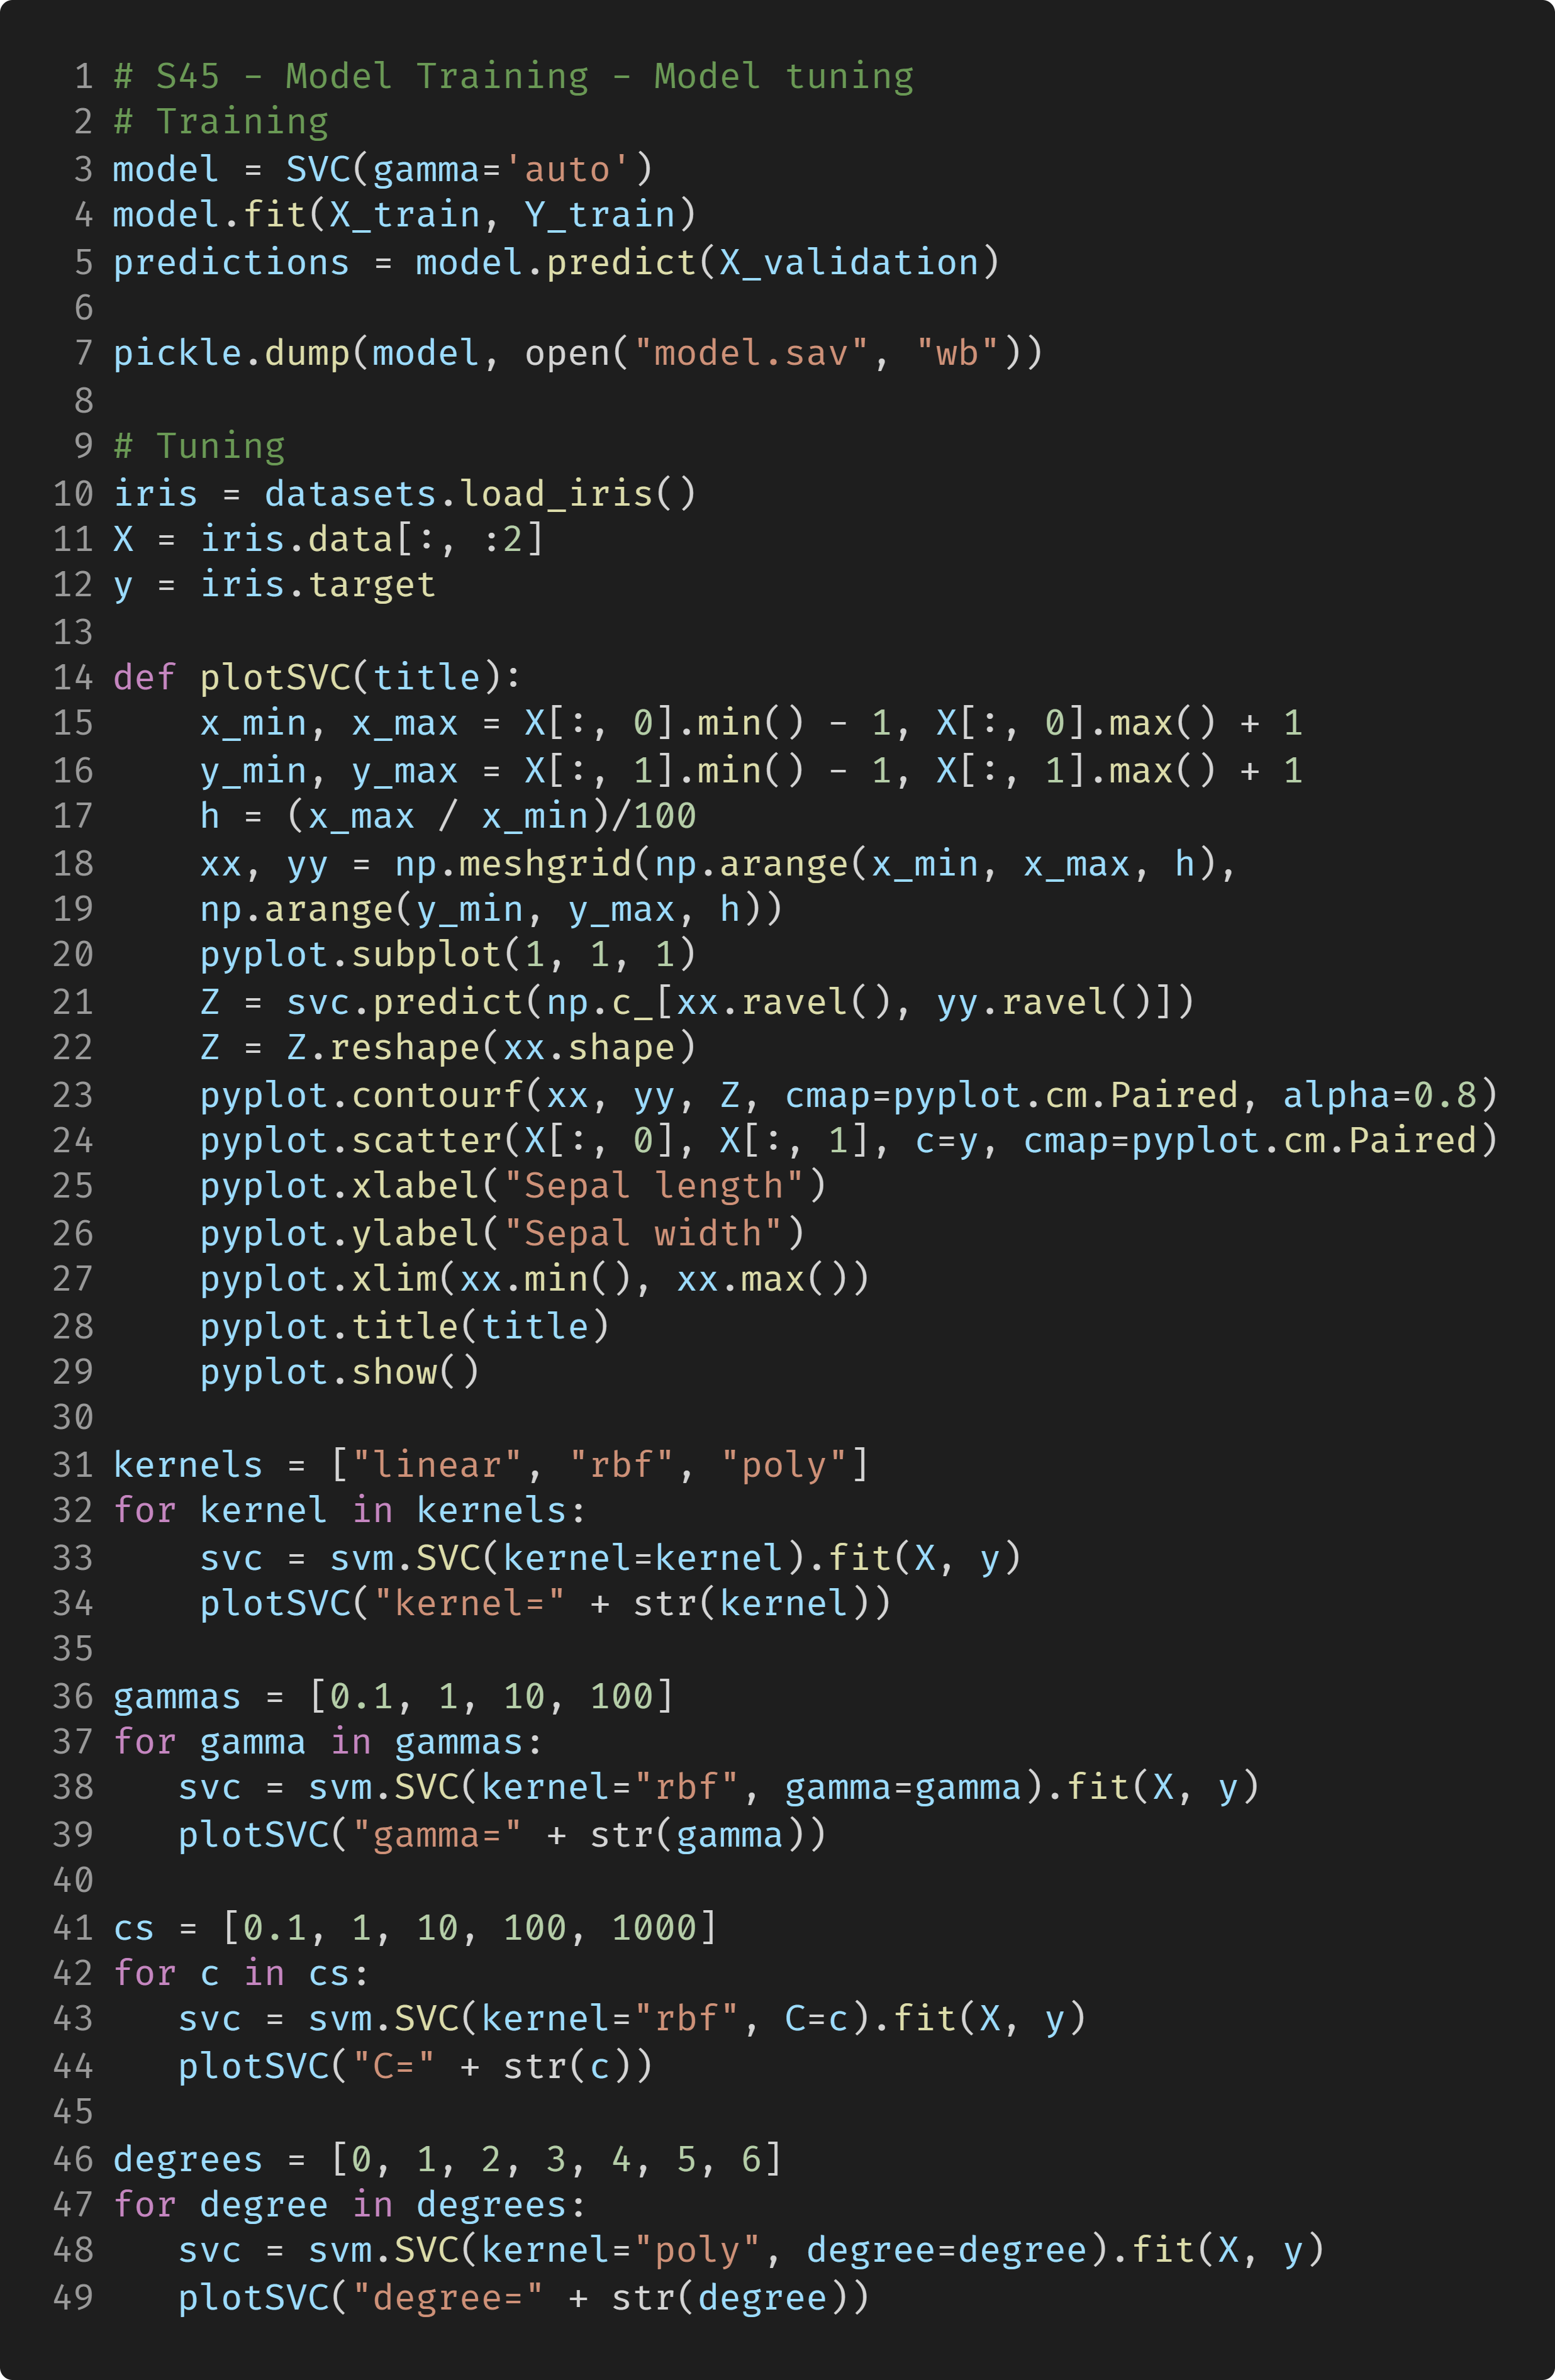 1 # S45 - Model Training - Model tuning
2 # Training
3 model = SVC(gamma='auto')
4 model.fit(X_train, Y_train)
5 predictions = model.predict(X_validation)
6
7 pickle.dump(model, open("model.sav", "wb"))
8
9 # Tuning
10 iris = datasets.load_iris()
11 X = iris.data[:, :2]
12 y = iris.target
13
14 def plotSVC(title):
15     x_min, x_max = X[:, 0].min() - 1, X[:, 0].max() + 1
16     y_min, y_max = X[:, 1].min() - 1, X[:, 1].max() + 1
17     h = (x_max / x_min)/100
18     xx, yy = np.meshgrid(np.arange(x_min, x_max, h),
19     np.arange(y_min, y_max, h))
20     pyplot.subplot(1, 1, 1)
21     Z = svc.predict(np.c_[xx.ravel(), yy.ravel()])
22     Z = Z.reshape(xx.shape)
23     pyplot.contourf(xx, yy, Z, cmap=pyplot.cm.Paired, alpha=0.8)
24     pyplot.scatter(X[:, 0], X[:, 1], c=y, cmap=pyplot.cm.Paired)
25     pyplot.xlabel("Sepal length")
26     pyplot.ylabel("Sepal width")
27     pyplot.xlim(xx.min(), xx.max())
28     pyplot.title(title)
29     pyplot.show()
30
31 kernels = ["linear", "rbf", "poly"]
32 for kernel in kernels:
33     svc = svm.SVC(kernel=kernel).fit(X, y)
34     plotSVC("kernel=" + str(kernel))
35
36 gammas = [0.1, 1, 10, 100]
37 for gamma in gammas:
38    svc = svm.SVC(kernel="rbf", gamma=gamma).fit(X, y)
39    plotSVC("gamma=" + str(gamma))
40
41 cs = [0.1, 1, 10, 100, 1000]
42 for c in cs:
43    svc = svm.SVC(kernel="rbf", C=c).fit(X, y)
44    plotSVC("C=" + str(c))
45
46 degrees = [0, 1, 2, 3, 4, 5, 6]
47 for degree in degrees:
48    svc = svm.SVC(kernel="poly", degree=degree).fit(X, y)
49    plotSVC("degree=" + str(degree))